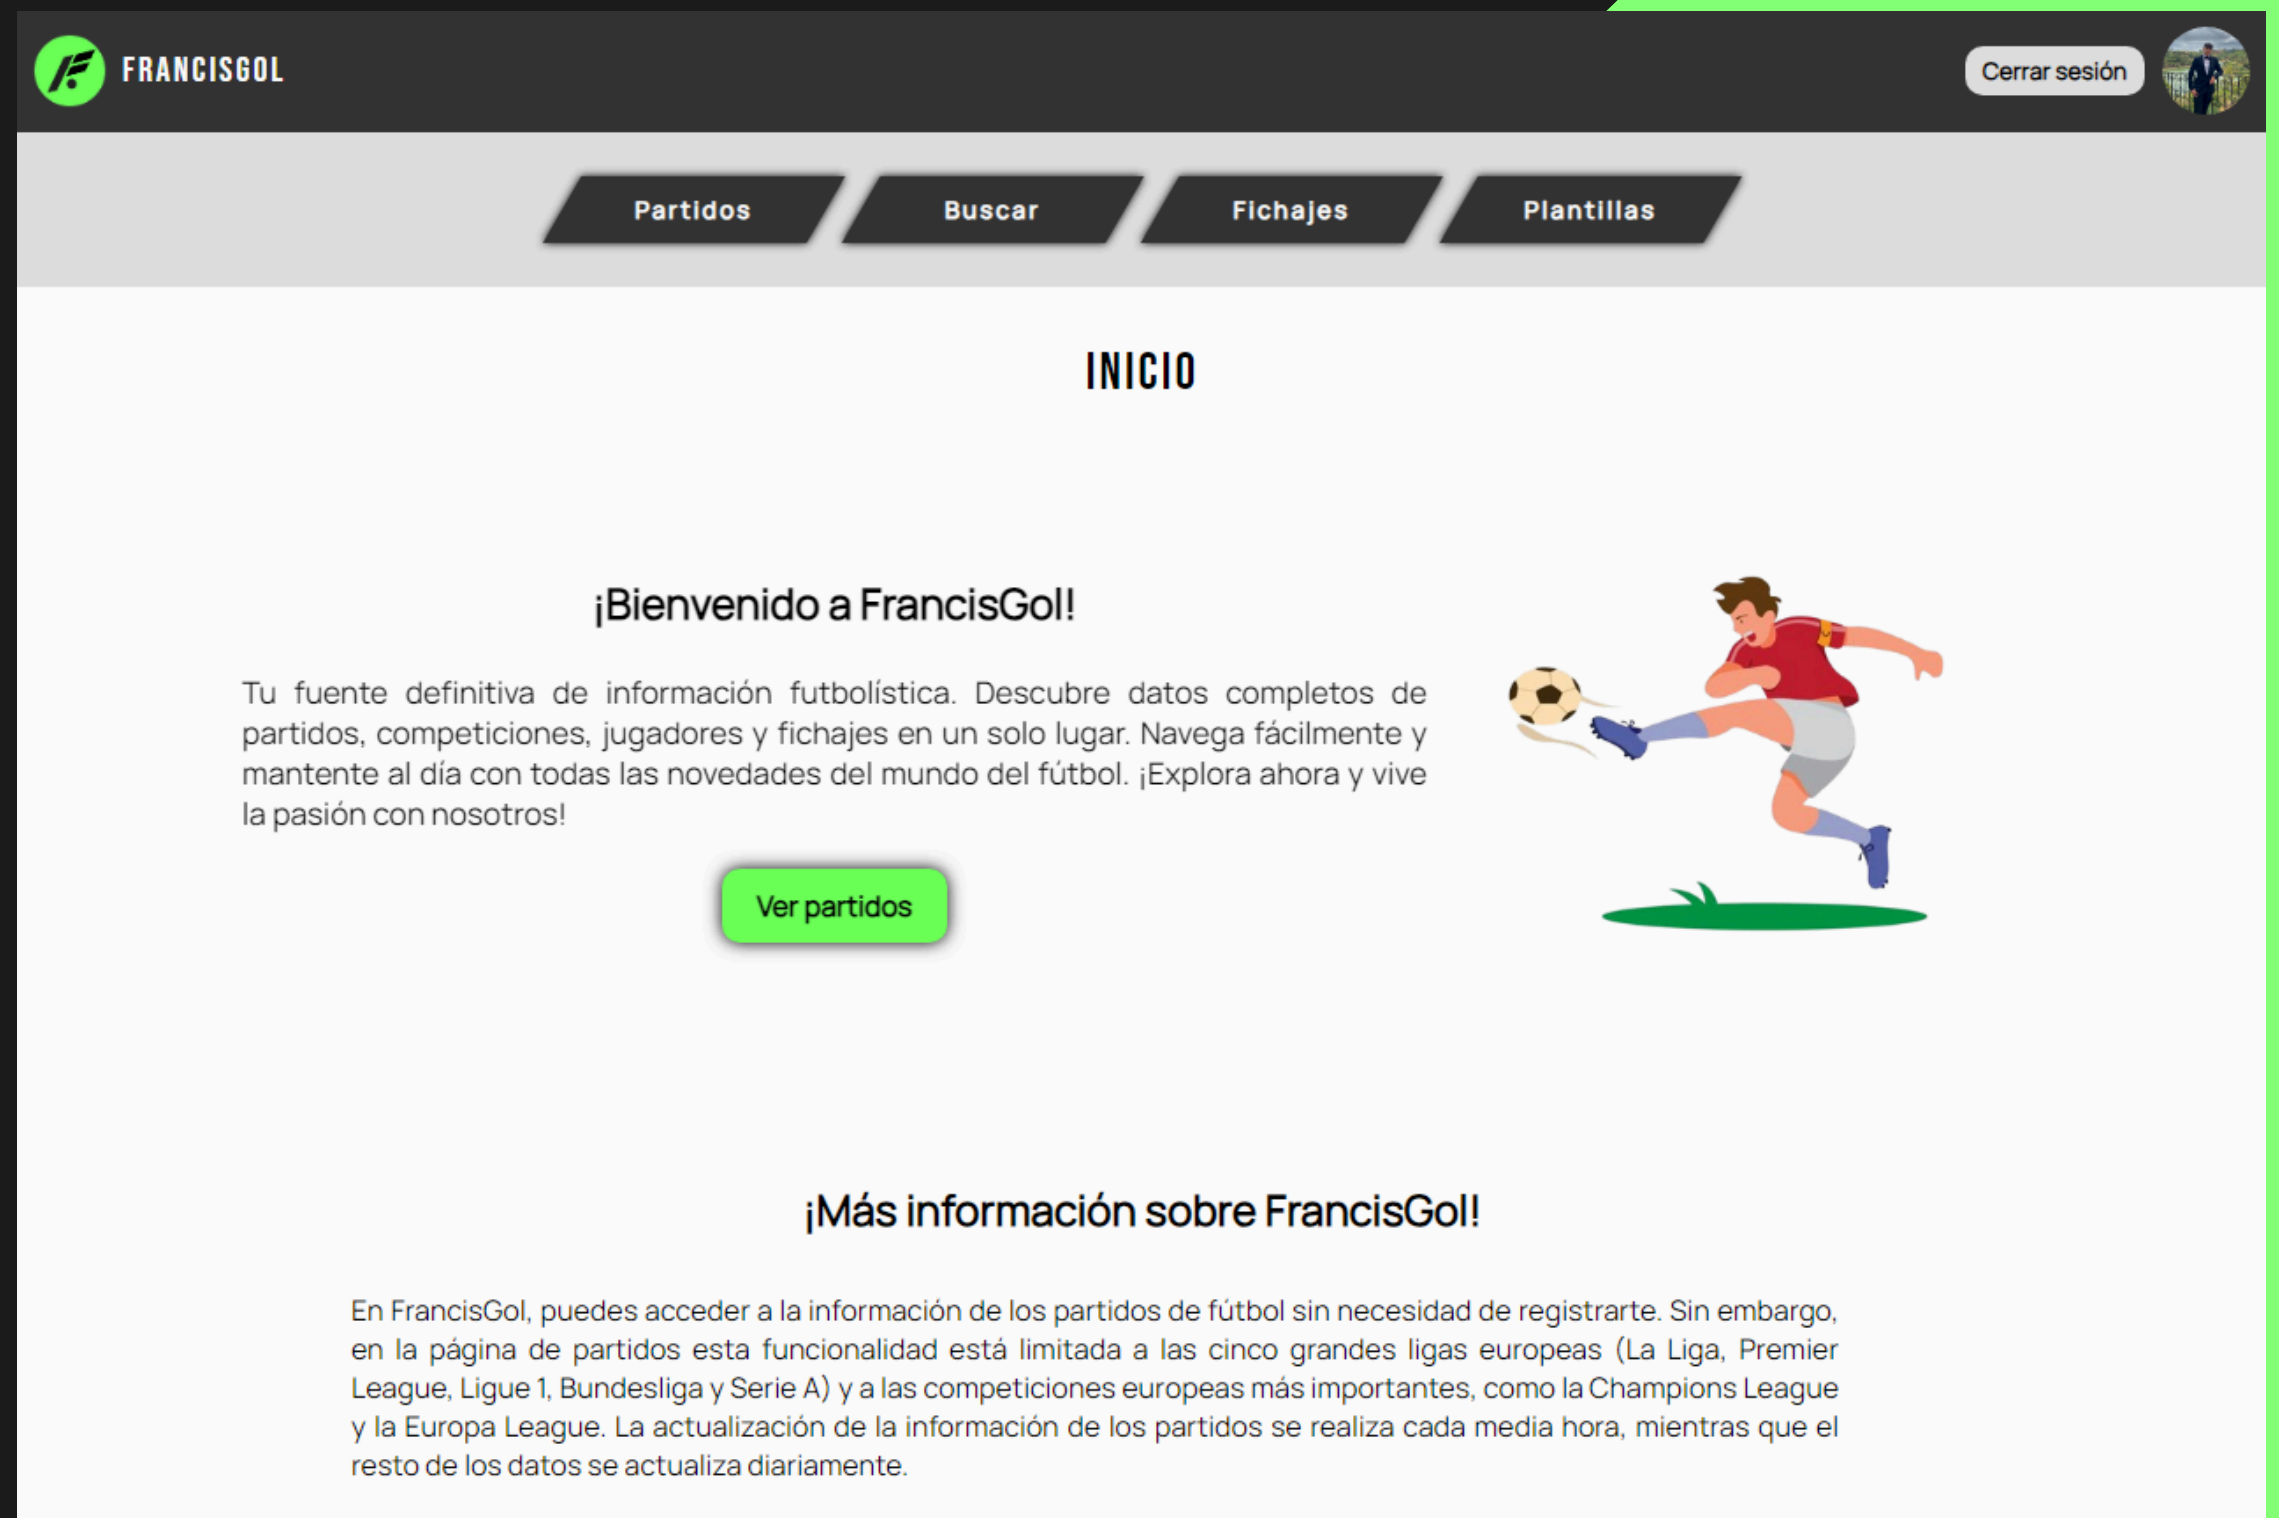 FRANCISGOL
Cerrar sesión
Partidos
Buscar
Fichajes
Plantillas
INICIO
¡Bienvenido a FrancisGol!
Tu fuente definitiva de información futbolística. Descubre datos completos de
partidos, competiciones, jugadores y fichajes en un solo lugar. Navega fácilmente y
mantente al día con todas las novedades del mundo del fútbol. ¡Explora ahora y vive
la pasión con nosotros!
Ver partidos
¡Más información sobre FrancisGol!
En FrancisGol, puedes acceder a la información de los partidos de fútbol sin necesidad de registrarte. Sin embargo,
en la página de partidos esta funcionalidad está limitada a las cinco grandes ligas europeas (La Liga, Premier
League, Ligue 1, Bundesliga y Serie A) y a las competiciones europeas más importantes, como la Champions League
y la Europa League. La actualización de la información de los partidos se realiza cada media hora, mientras que el
resto de los datos se actualiza diariamente.